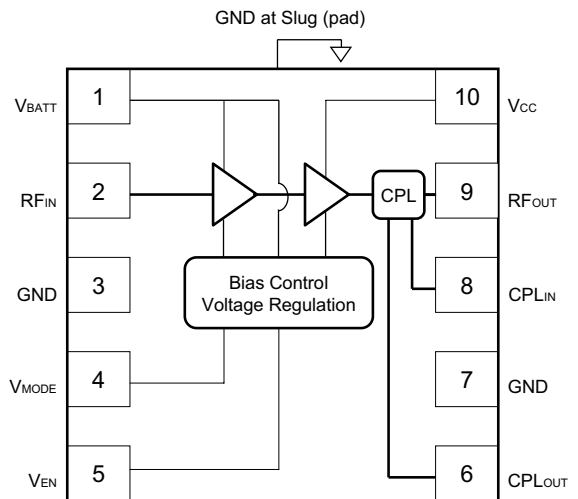 GND at Slug (pad)
VBATT 1 10 VCC
RFIN 2 CPL 9 RFOUT
GND 3 Bias Control
Voltage Regulation 8 CPLIN
VMODE 4 7 GND
VEN 5 6 CPLOUT